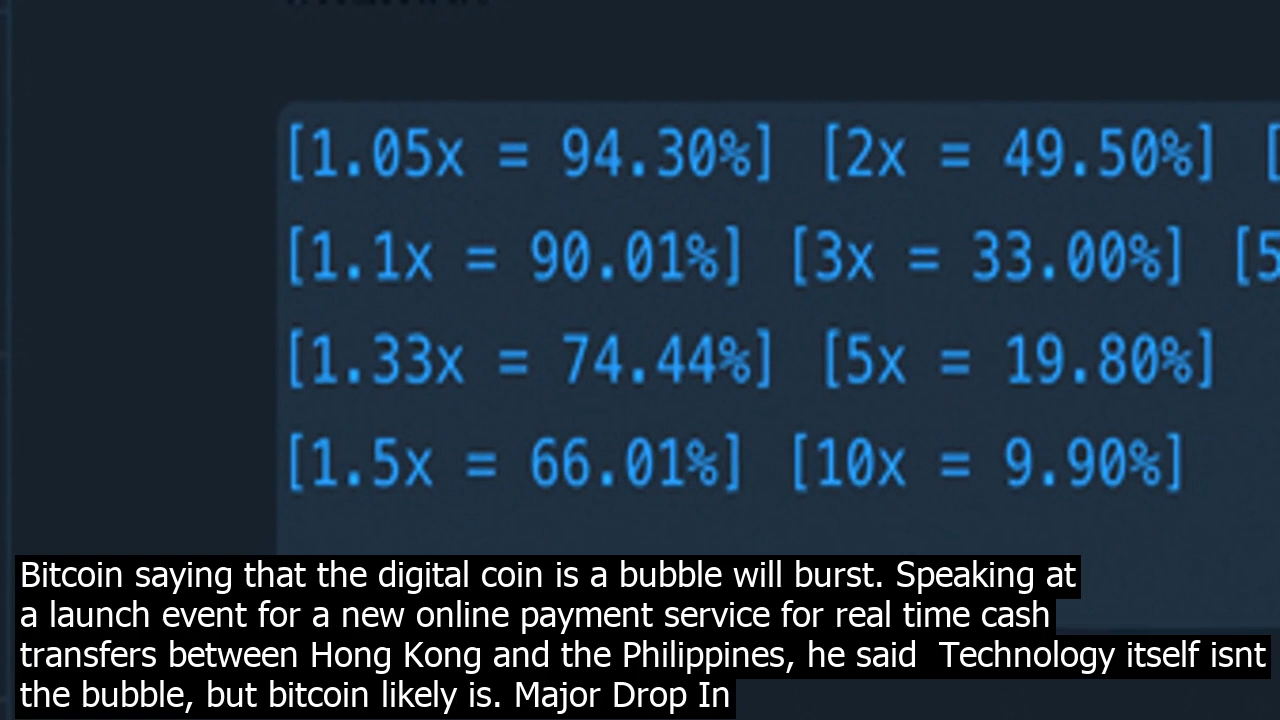 [1.05x = 94.30%] [2x = 49.50%] [
[1.1x = 90.01%] [3x = 33.00%] [5
[1.33x = 74.44%] [5x = 19.80%]
[1.5x = 66.01%] [10x = 9.90%]
Bitcoin saying that the digital coin is a bubble will burst. Speaking at
a launch event for a new online payment service for real time cash
transfers between Hong Kong and the Philippines, he said  Technology itself isnt
the bubble, but bitcoin likely is. Major Drop In